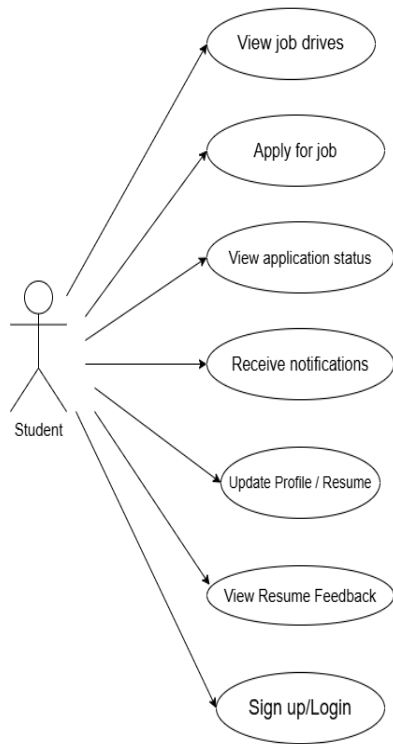 View job drives
Apply for job
View application status
Receive notifications
Student
Update Profile / Resume
View Resume Feedback
Sign up/Login